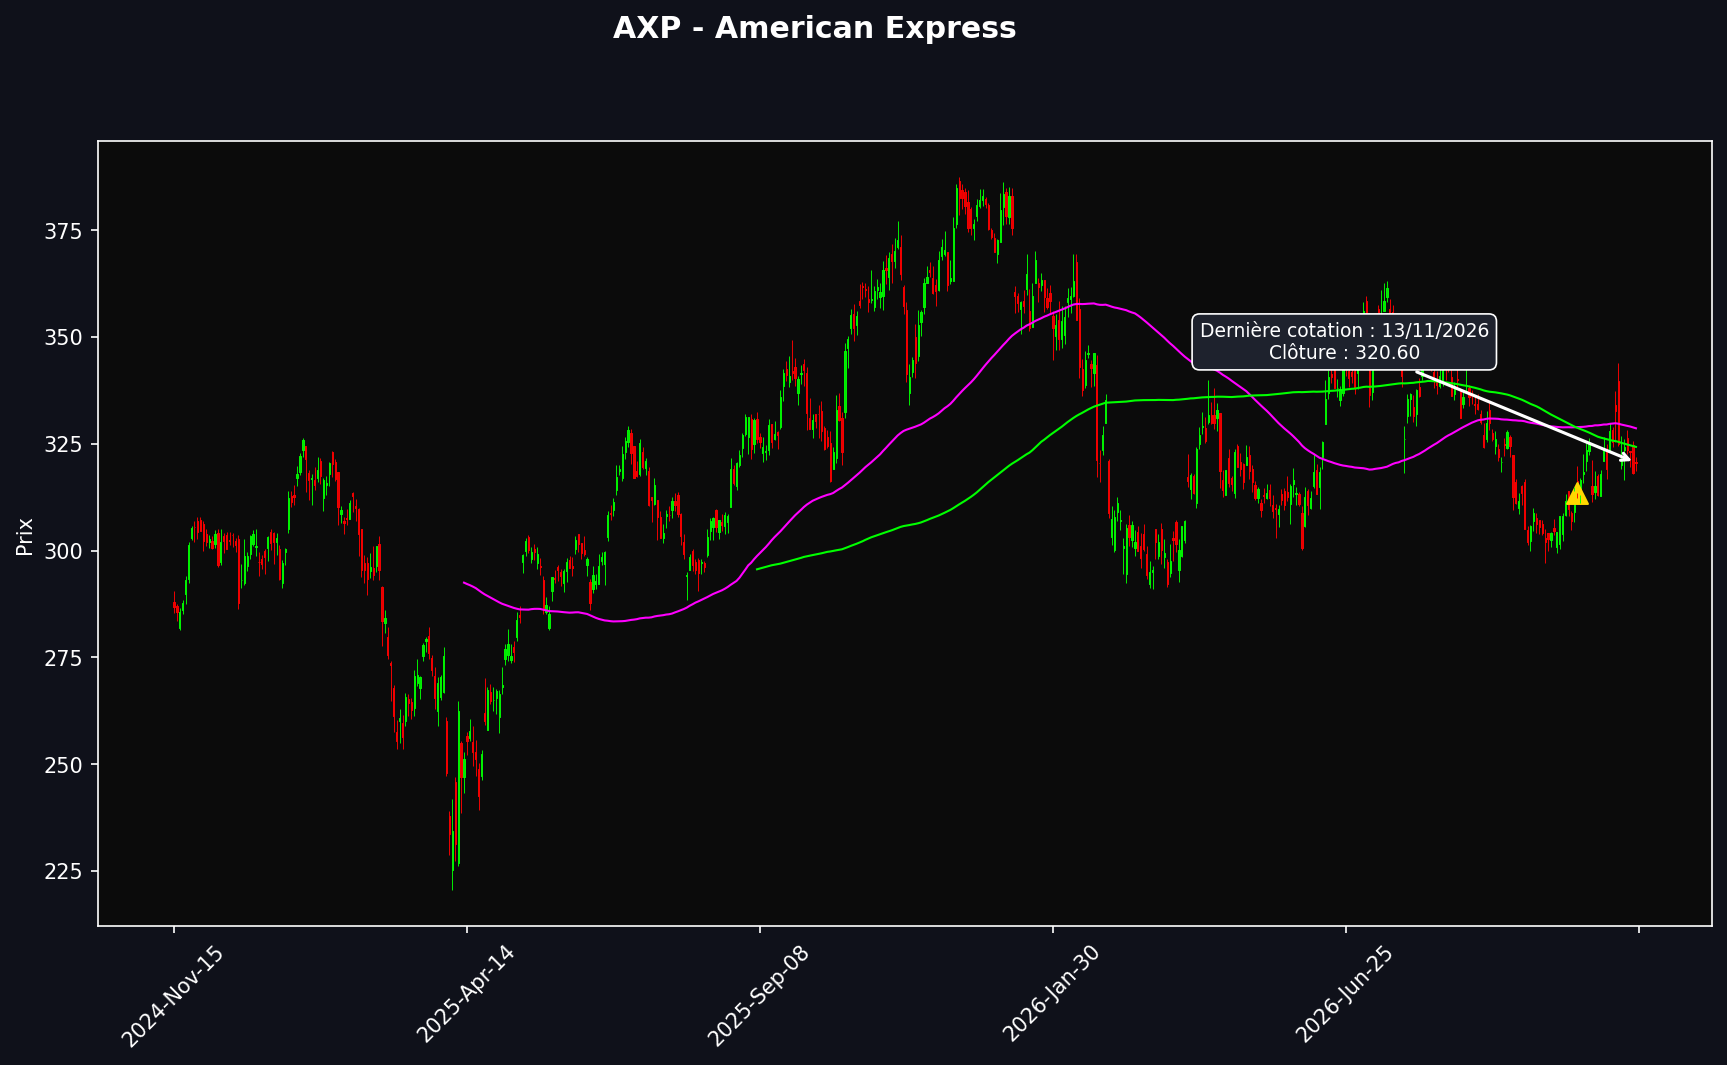 AXP - American Express
375
350
325
300
275
250
225
Prix
Dernière cotation : 13/11/2026
Clôture : 320.60
2024-Nov-15
2025-Apr-14
2025-Sep-08
2026-Jan-30
2026-Jun-25